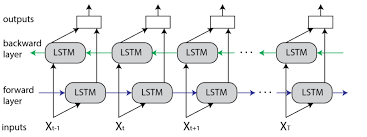 outputs
backward
layer
LSTM LSTM LSTM ... LSTM
forward
layer
LSTM LSTM LSTM ... LSTM
inputs Xt-1 Xt Xt+1 XT